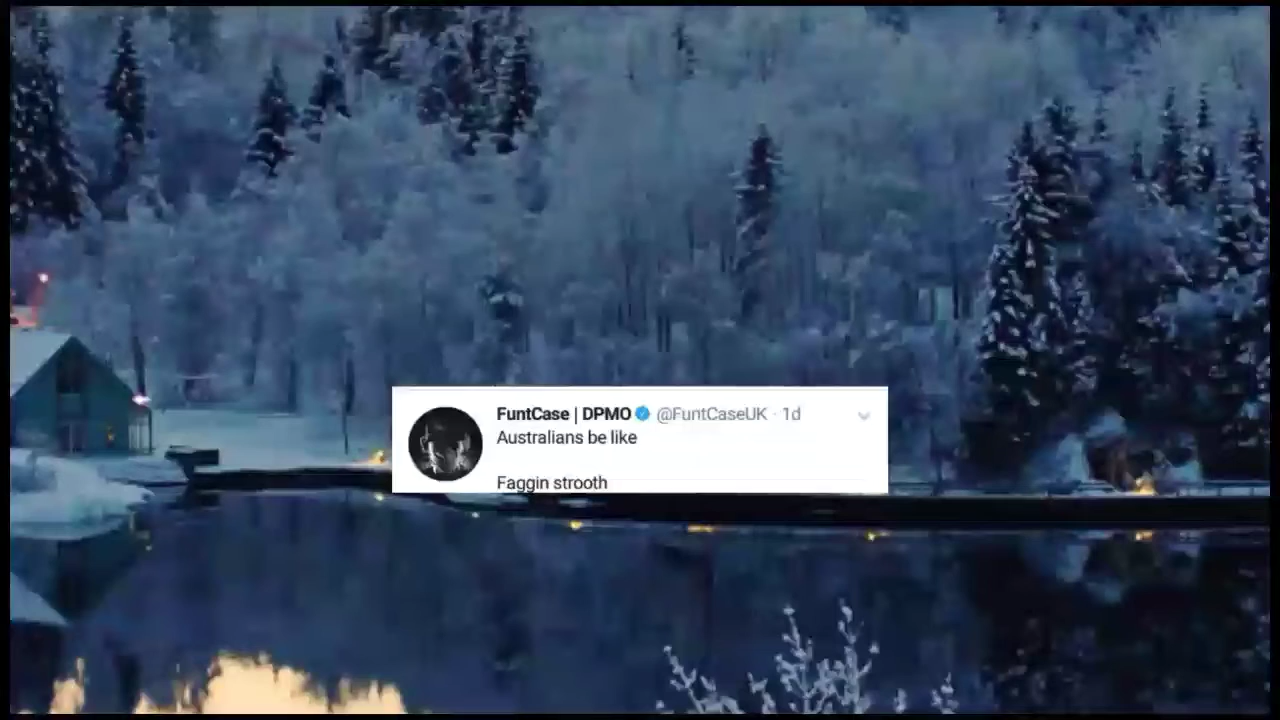 FuntCase | DPMO @FuntCaseUK · 1d
Australians be like
Faggin strooth